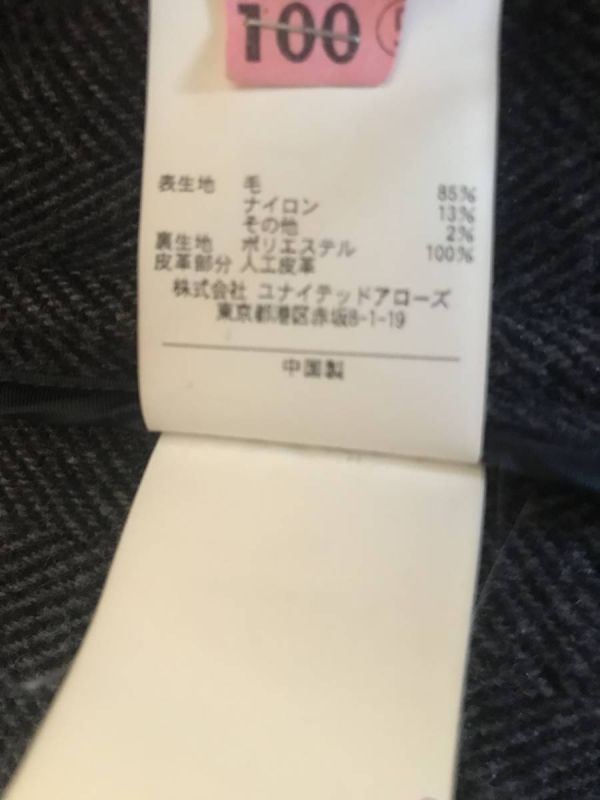 100
表生地 毛 85%
ナイロン 13%
その他 2%
裏生地 ポリエステル 100%
皮革部分 人工皮革
株式会社 ユナイテッドアローズ
東京都港区赤坂8-1-19
中国製